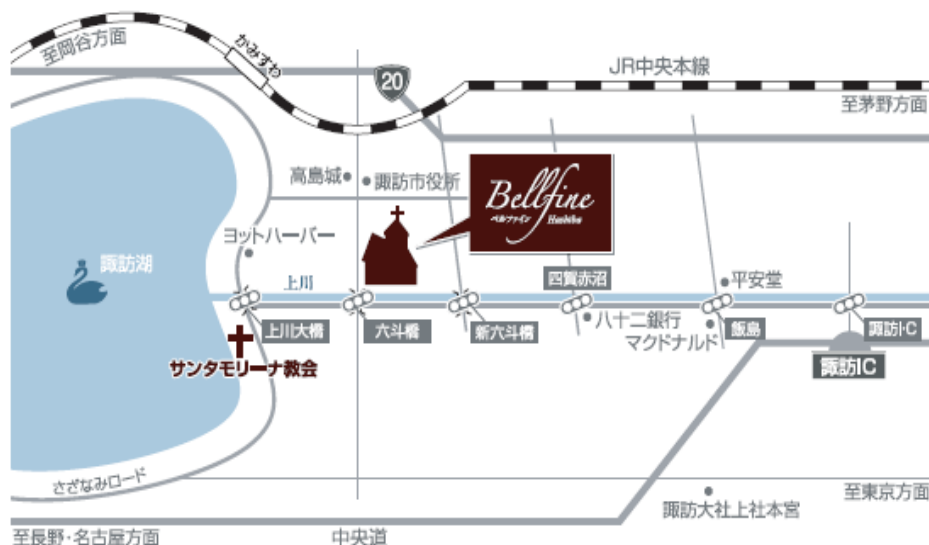 至岡谷方面
かみすわ
20
JR中央本線
至茅野方面
高島城
諏訪市役所
Bellfine
ベルファイン
ヨットハーバー
諏訪湖
上川
四賀赤沼
平安堂
上川大橋
六斗橋
新六斗橋
八十二銀行
マクドナルド
飯島
諏訪I・C
サンタモリーナ教会
諏訪IC
さざなみロード
諏訪大社上社本宮
至東京方面
至長野・名古屋方面
中央道